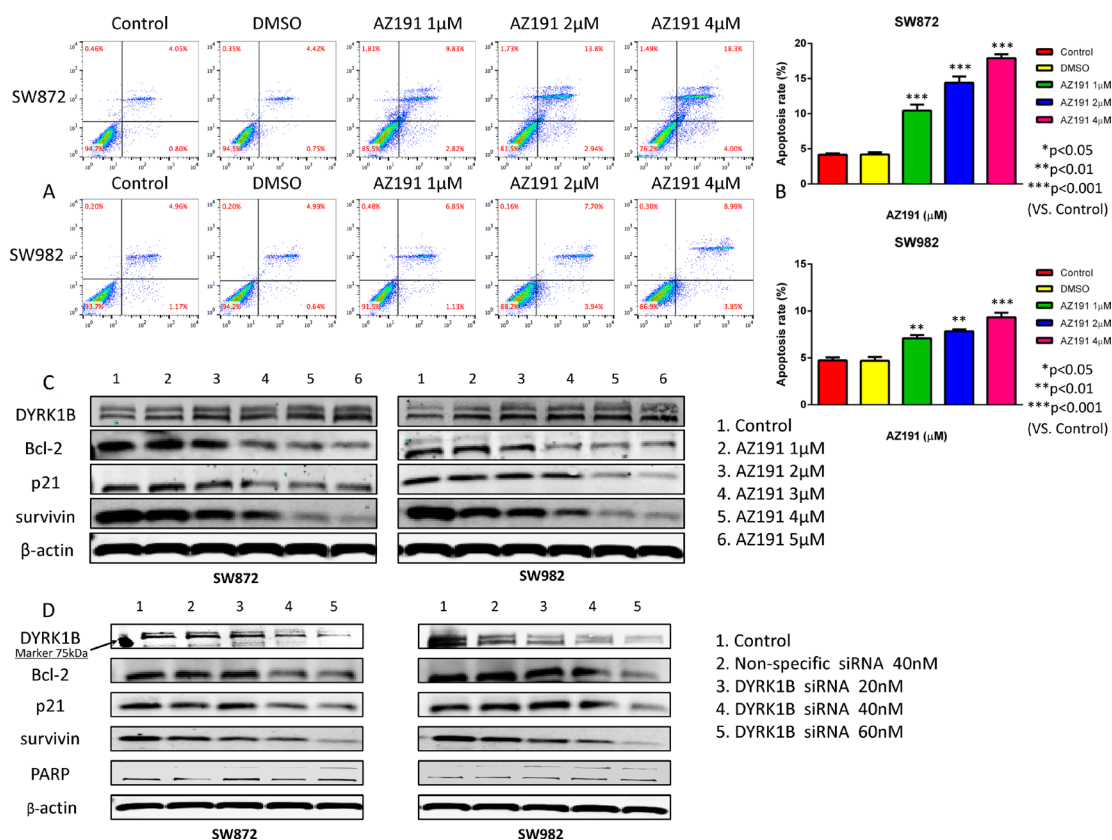 Control DMSO AZ191 1μM AZ191 2μM AZ191 4μM
SW872
0.46% 4.05% 94.7% 0.80%
0.35% 4.42% 94.5% 0.75%
1.81% 9.83% 85.5% 2.82%
1.73% 13.8% 81.5% 2.94%
1.49% 18.3% 76.2% 4.00%
A
Control DMSO AZ191 1μM AZ191 2μM AZ191 4μM
SW982
0.20% 4.96% 93.7% 1.17%
0.20% 4.99% 94.2% 0.64%
0.48% 6.85% 91.5% 1.13%
0.16% 7.70% 88.2% 3.94%
0.30% 8.99% 86.9% 3.85%
B
SW872
Apoptosis rate (%)
20
15
10
5
0
*** *** ***
Control
DMSO
AZ191 1μM
AZ191 2μM
AZ191 4μM
*p<0.05
**p<0.01
***p<0.001
(VS. Control)
AZ191 (μM)
SW982
Apoptosis rate (%)
15
10
5
0
** ** ***
Control
DMSO
AZ191 1μM
AZ191 2μM
AZ191 4μM
*p<0.05
**p<0.01
***p<0.001
(VS. Control)
AZ191 (μM)
C
1 2 3 4 5 6
1 2 3 4 5 6
DYRK1B
Bcl-2
p21
survivin
β-actin
SW872
SW982
1. Control
2. AZ191 1μM
3. AZ191 2μM
4. AZ191 3μM
5. AZ191 4μM
6. AZ191 5μM
D
1 2 3 4 5
1 2 3 4 5
DYRK1B
Marker 75kDa
Bcl-2
p21
survivin
PARP
β-actin
SW872
SW982
1. Control
2. Non-specific siRNA 40nM
3. DYRK1B siRNA 20nM
4. DYRK1B siRNA 40nM
5. DYRK1B siRNA 60nM